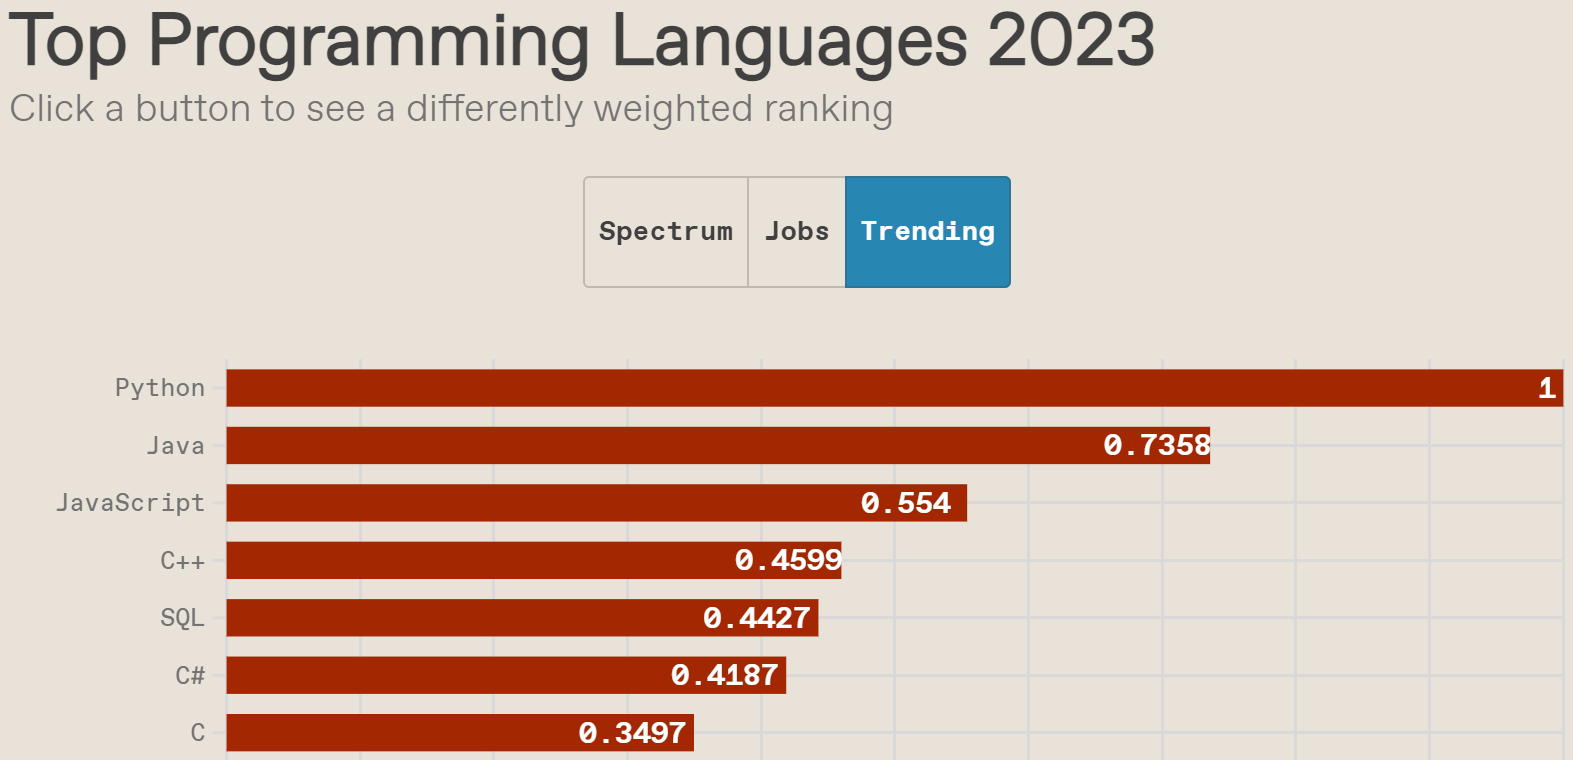 Top Programming Languages 2023
Click a button to see a differently weighted ranking
Spectrum Jobs Trending
Python 1
Java 0.7358
JavaScript 0.554
C++ 0.4599
SQL 0.4427
C# 0.4187
C 0.3497